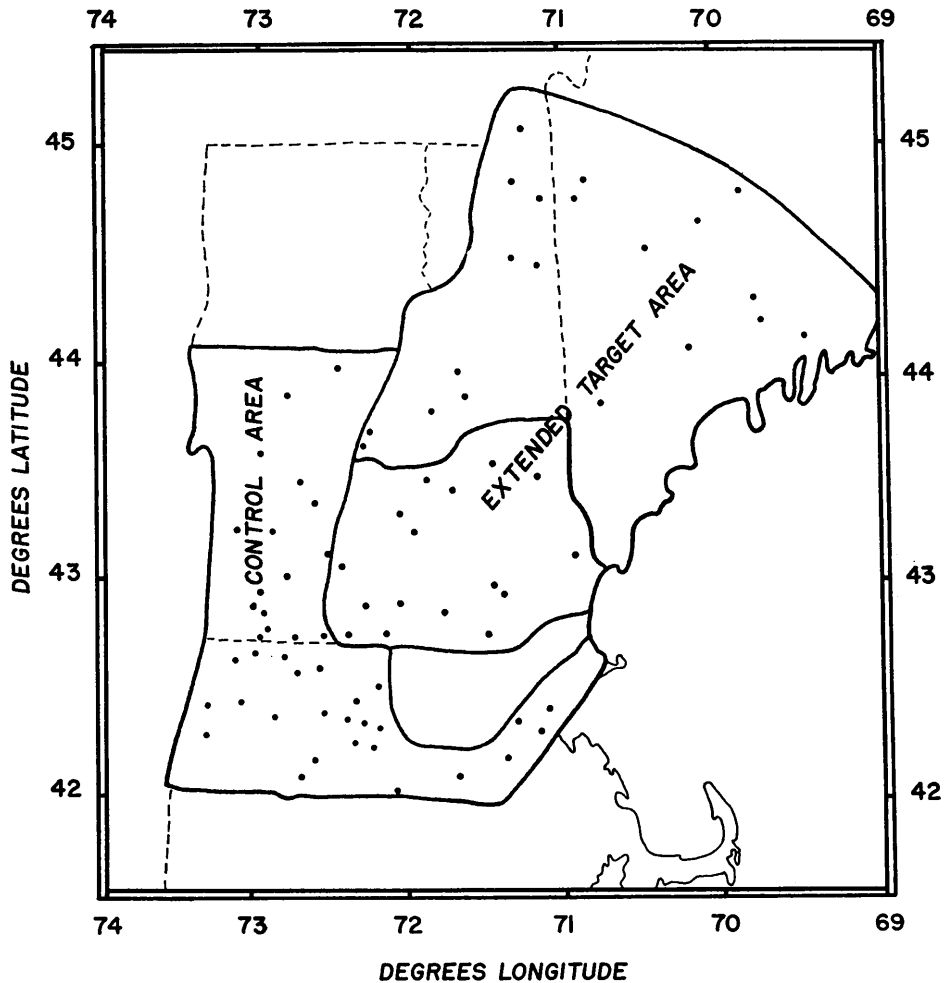 74 73 72 71 70 69
45 45
44 44
43 43
42 42
74 73 72 71 70 69
DEGREES LATITUDE
CONTROL AREA
EXTENDED TARGET AREA
DEGREES LONGITUDE